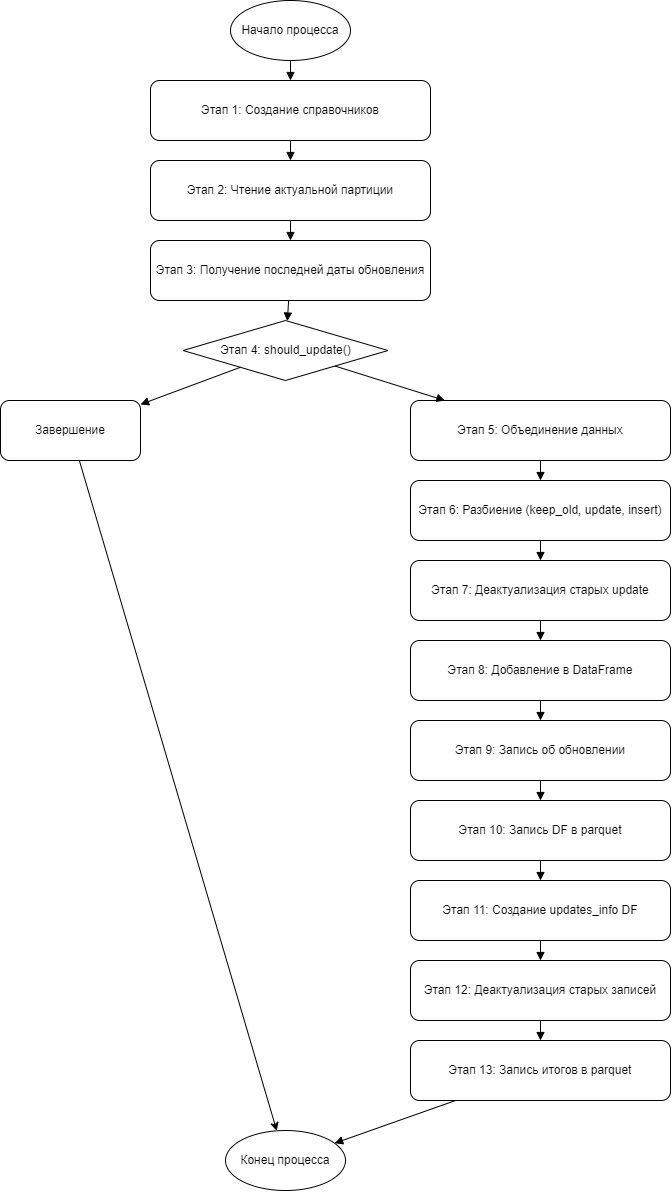 Начало процесса
Этап 1: Создание справочников
Этап 2: Чтение актуальной партиции
Этап 3: Получение последней даты обновления
Этап 4: should_update()
Завершение
Этап 5: Объединение данных
Этап 6: Разбиение (keep_old, update, insert)
Этап 7: Деактуализация старых update
Этап 8: Добавление в DataFrame
Этап 9: Запись об обновлении
Этап 10: Запись DF в parquet
Этап 11: Создание updates_info DF
Этап 12: Деактуализация старых записей
Этап 13: Запись итогов в parquet
Конец процесса